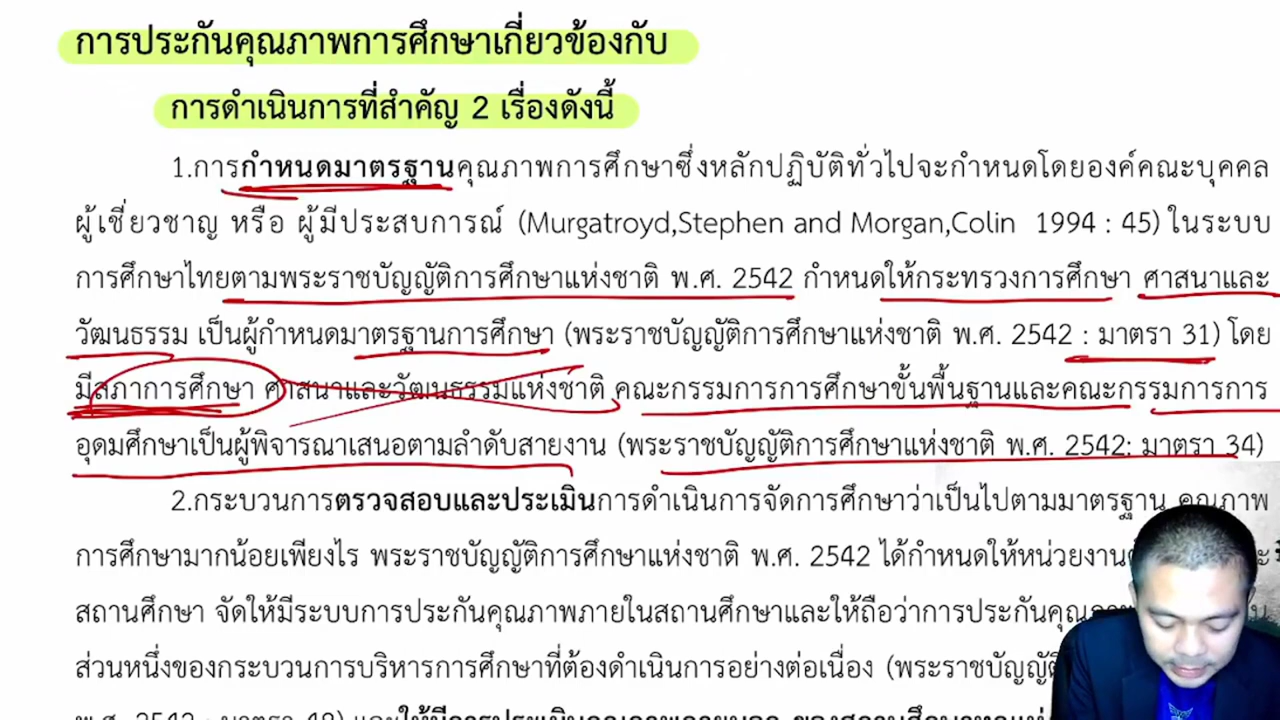 การประกันคุณภาพการศึกษาเกี่ยวข้องกับ
การดำเนินการที่สำคัญ 2 เรื่องดังนี้
1.การกำหนดมาตรฐานคุณภาพการศึกษาซึ่งหลักปฏิบัติทั่วไปจะกำหนดโดยองค์คณะบุคคล
ผู้เชี่ยวชาญ หรือ ผู้มีประสบการณ์ (Murgatroyd,Stephen and Morgan,Colin 1994 : 45) ในระบบ
การศึกษาไทยตามพระราชบัญญัติการศึกษาแห่งชาติ พ.ศ. 2542 กำหนดให้กระทรวงการศึกษา ศาสนาและ
วัฒนธรรม เป็นผู้กำหนดมาตรฐานการศึกษา (พระราชบัญญัติการศึกษาแห่งชาติ พ.ศ. 2542 : มาตรา 31) โดย
มีสภาการศึกษา ศาสนาและวัฒนธรรมแห่งชาติ คณะกรรมการการศึกษาขั้นพื้นฐานและคณะกรรมการการ
อุดมศึกษาเป็นผู้พิจารณาเสนอตามลำดับสายงาน (พระราชบัญญัติการศึกษาแห่งชาติ พ.ศ. 2542: มาตรา 34)
2.กระบวนการตรวจสอบและประเมินการดำเนินการจัดการศึกษาว่าเป็นไปตามมาตรฐาน คุณภาพ
การศึกษามากน้อยเพียงไร พระราชบัญญัติการศึกษาแห่งชาติ พ.ศ. 2542 ได้กำหนดให้หน่วยงาน
สถานศึกษา จัดให้มีระบบการประกันคุณภาพภายในสถานศึกษาและให้ถือว่าการประกัน
ส่วนหนึ่งของกระบวนการบริหารการศึกษาที่ต้องดำเนินการอย่างต่อเนื่อง